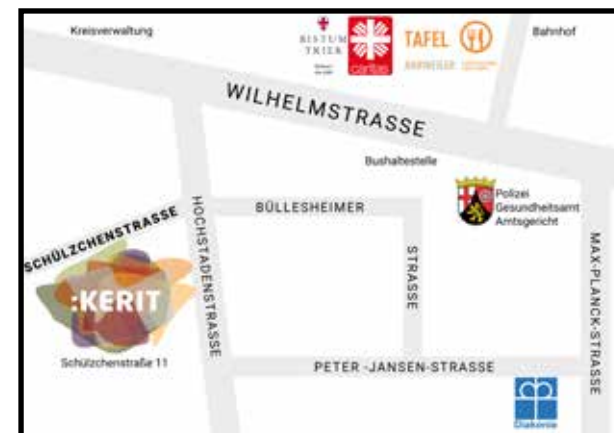 Kreisverwaltung
BISTUM
TRIER
caritas
TAFEL
AHRWEILER
Bahnhof
WILHELMSTRASSE
Bushaltestelle
Polizei
Gesundheitsamt
Amtsgericht
BÜLLESHEIMER
STRASSE
HOCHSTADENSTRASSE
SCHÜLZCHENSTRASSE
MAX-PLANCK-STRASSE
:KERIT
Schülzchenstraße 11
PETER -JANSEN-STRASSE
Diakonie